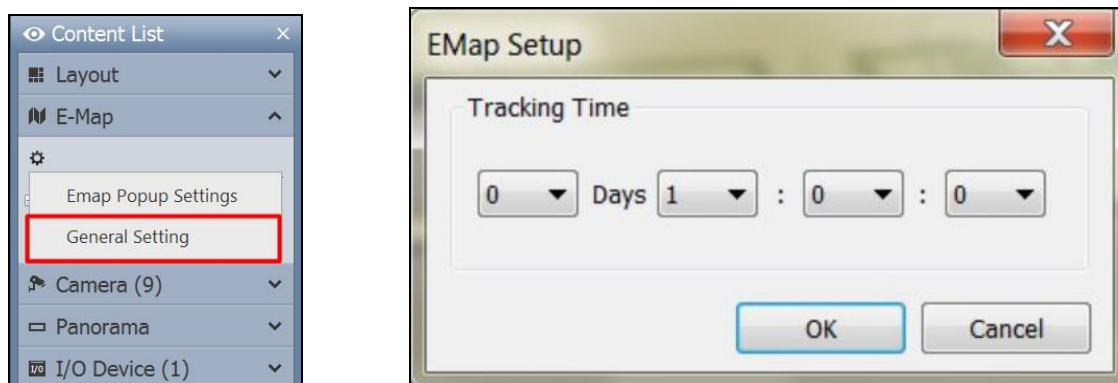 Content List
Layout
E-Map
Emap Popup Settings
General Setting
Camera (9)
Panorama
I/O Device (1)
EMap Setup
Tracking Time
0 Days 1 : 0 : 0
OK Cancel